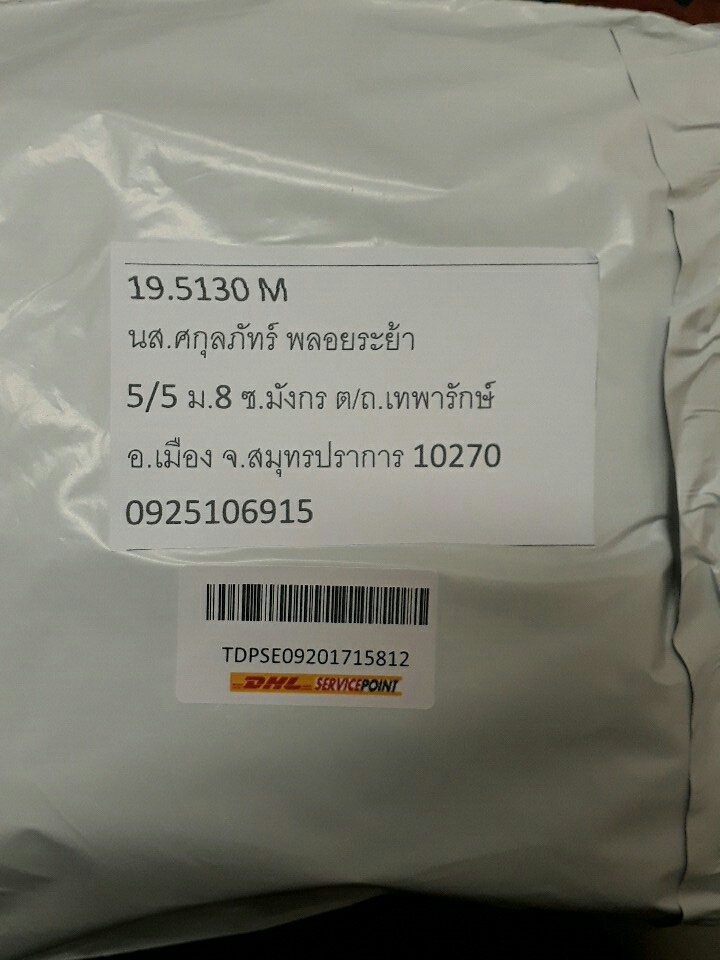 19.5130 M
นส.ศกุลภัทร์ พลอยระย้า
5/5 ม.8 ซ.มังกร ต/ถ.เทพารักษ์
อ.เมือง จ.สมุทรปราการ 10270
0925106915
TDPSE09201715812
DHL SERVICEPOINT